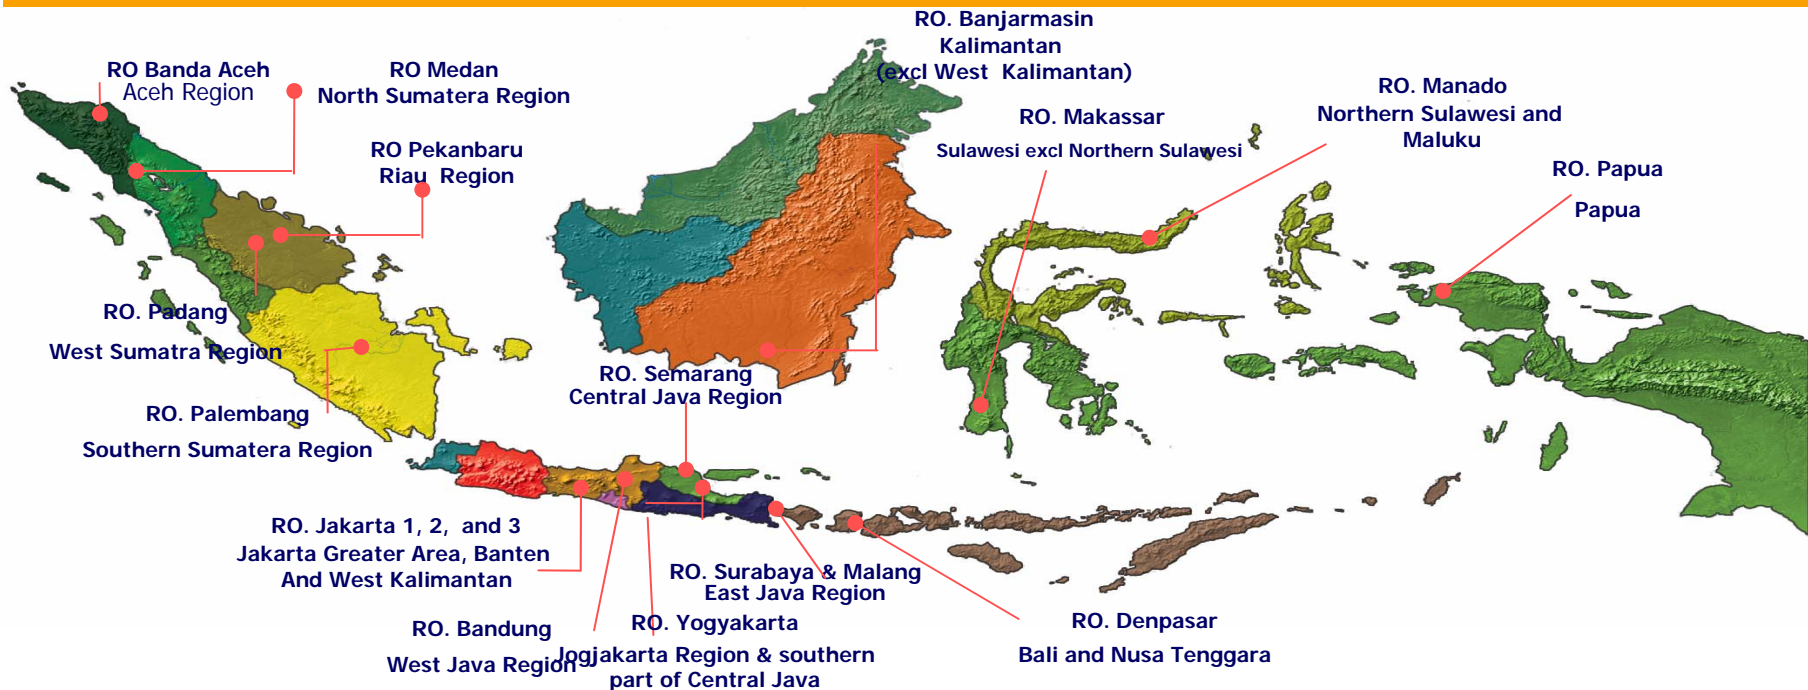 RO. Banjarmasin
Kalimantan
(excl West Kalimantan)
RO Banda Aceh
Aceh Region
RO Medan
North Sumatera Region
RO Pekanbaru
Riau Region
RO. Makassar
Sulawesi excl Northern Sulawesi
RO. Manado
Northern Sulawesi and
Maluku
RO. Papua
Papua
RO. Padang
West Sumatra Region
RO. Palembang
Southern Sumatera Region
RO. Semarang
Central Java Region
RO. Jakarta 1, 2, and 3
Jakarta Greater Area, Banten
And West Kalimantan
RO. Surabaya & Malang
East Java Region
RO. Bandung
West Java Region
RO. Yogyakarta
Jogjakarta Region & southern
part of Central Java
RO. Denpasar
Bali and Nusa Tenggara